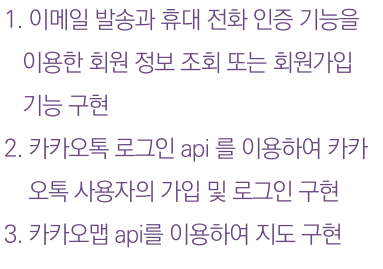 1. 이메일 발송과 휴대 전화 인증 기능을
이용한 회원 정보 조회 또는 회원가입
기능 구현
2. 카카오톡 로그인 api 를 이용하여 카카
오톡 사용자의 가입 및 로그인 구현
3. 카카오맵 api를 이용하여 지도 구현